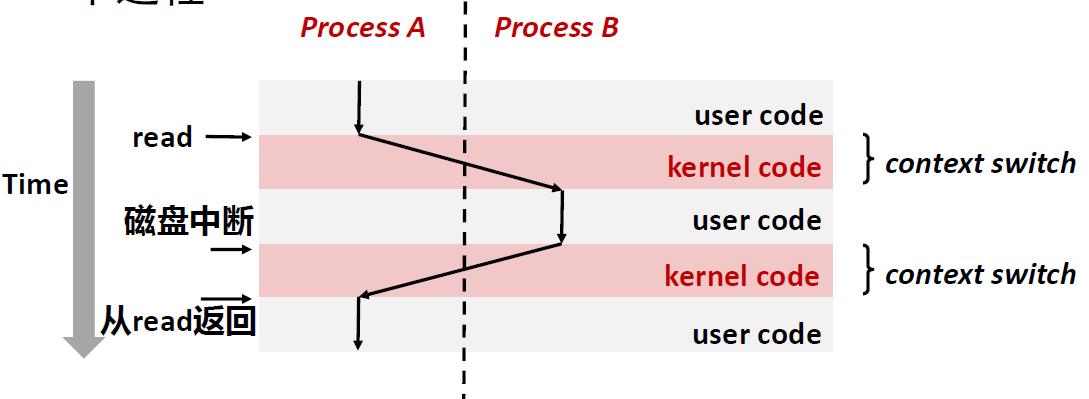 Process A
Process B
user code
read
kernel code
context switch
Time
磁盘中断
user code
kernel code
context switch
从read返回
user code